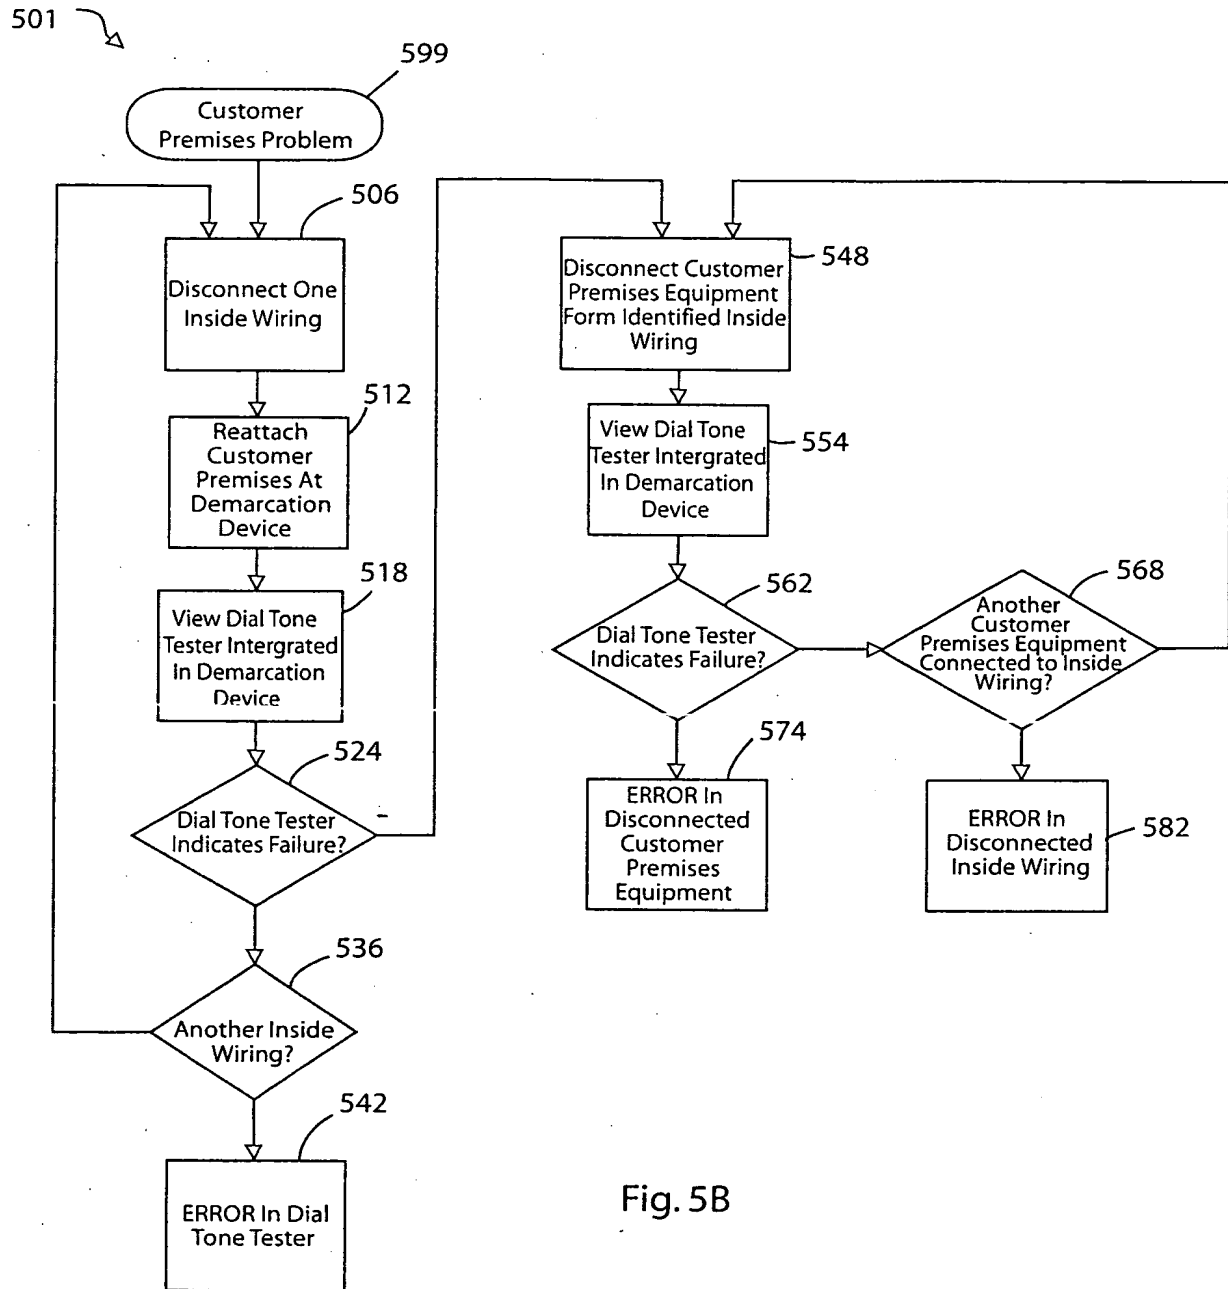 501
599
Customer
Premises Problem
506
Disconnect One
Inside Wiring
512
Reattach
Customer
Premises At
Demarcation
Device
518
View Dial Tone
Tester Intergrated
In Demarcation
Device
524
Dial Tone Tester
Indicates Failure?
536
Another Inside
Wiring?
542
ERROR In Dial
Tone Tester
548
Disconnect Customer
Premises Equipment
Form Identified Inside
Wiring
554
View Dial Tone
Tester Intergrated
In Demarcation
Device
562
Dial Tone Tester
Indicates Failure?
568
Another
Customer
Premises Equipment
Connected to Inside
Wiring?
574
ERROR In
Disconnected
Customer
Premises
Equipment
582
ERROR In
Disconnected
Inside Wiring
Fig. 5B